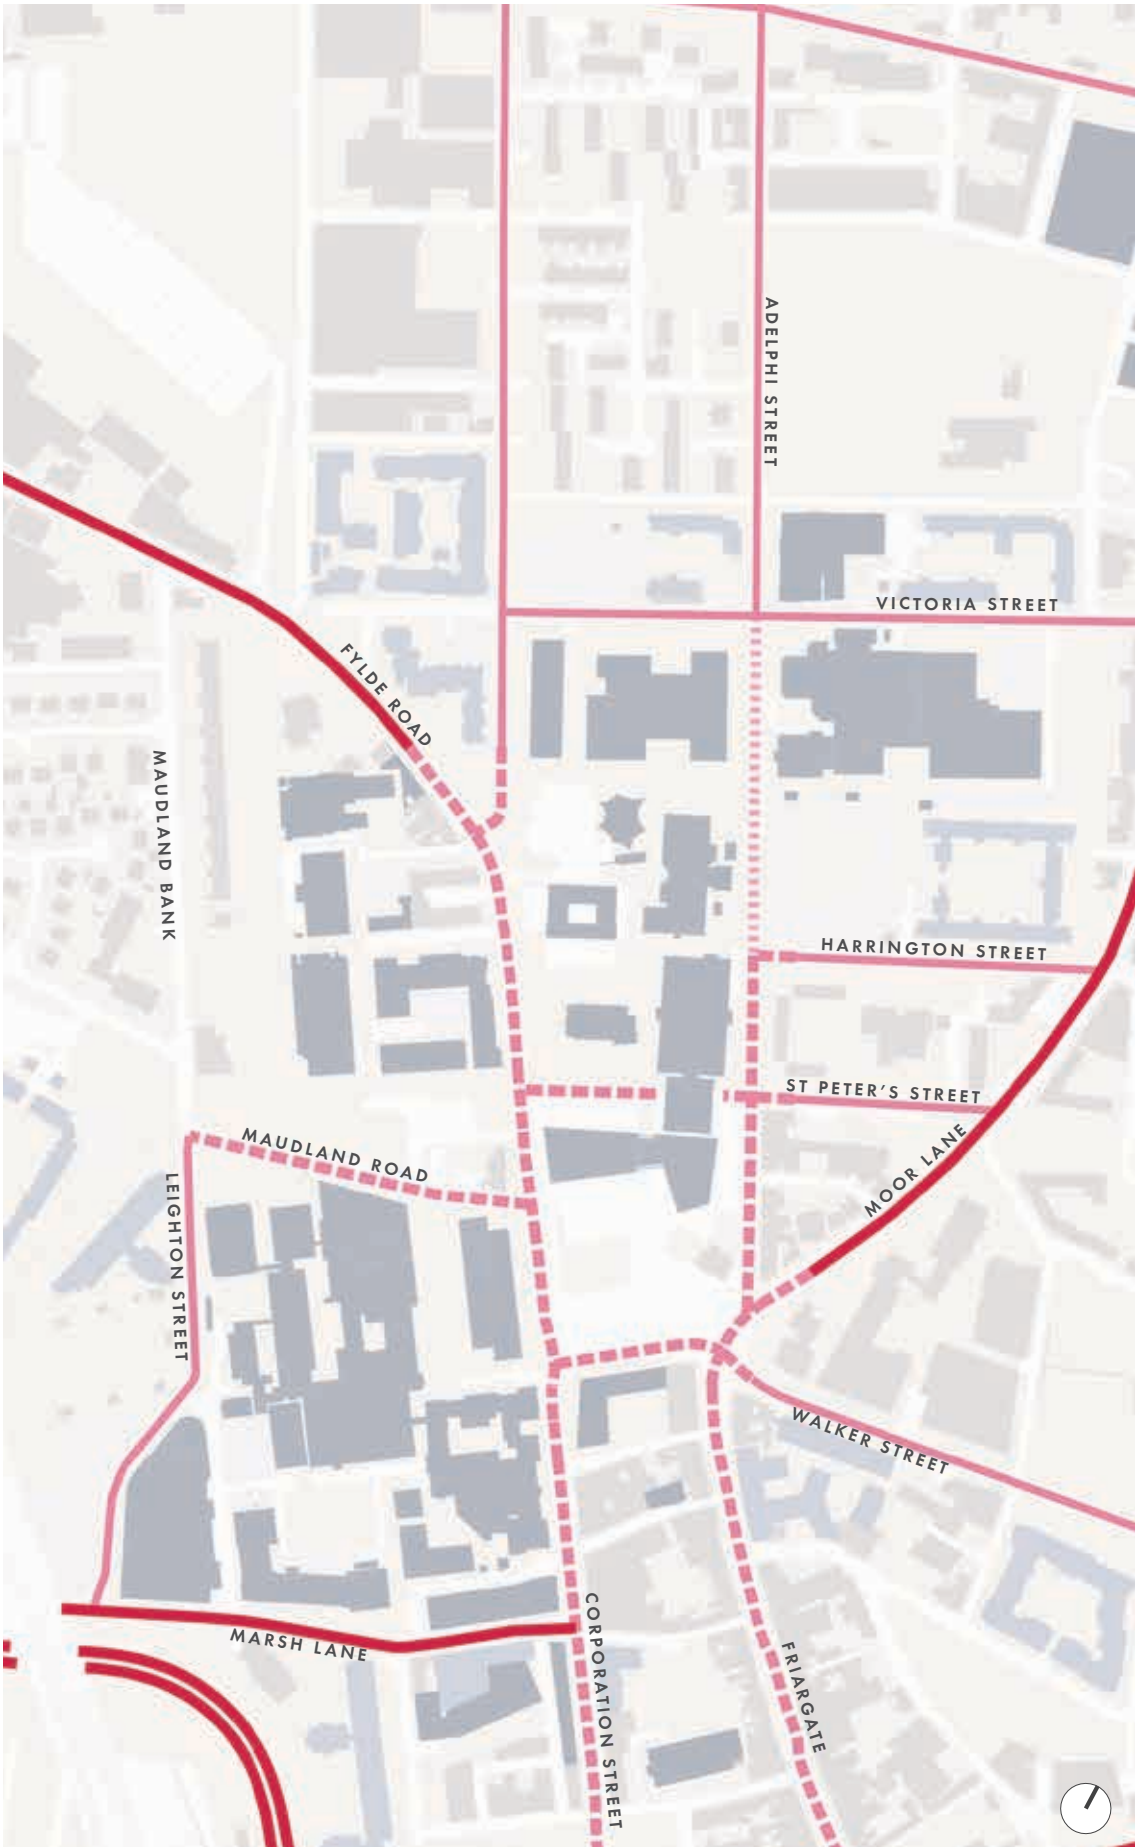 ADELPHI STREET
VICTORIA STREET
FYLDE ROAD
MAUDLAND BANK
HARRINGTON STREET
ST PETER'S STREET
MOOR LANE
MAUDLAND ROAD
LEIGHTON STREET
WALKER STREET
CORPORATION STREET
MARSH LANE
FRIARGATE